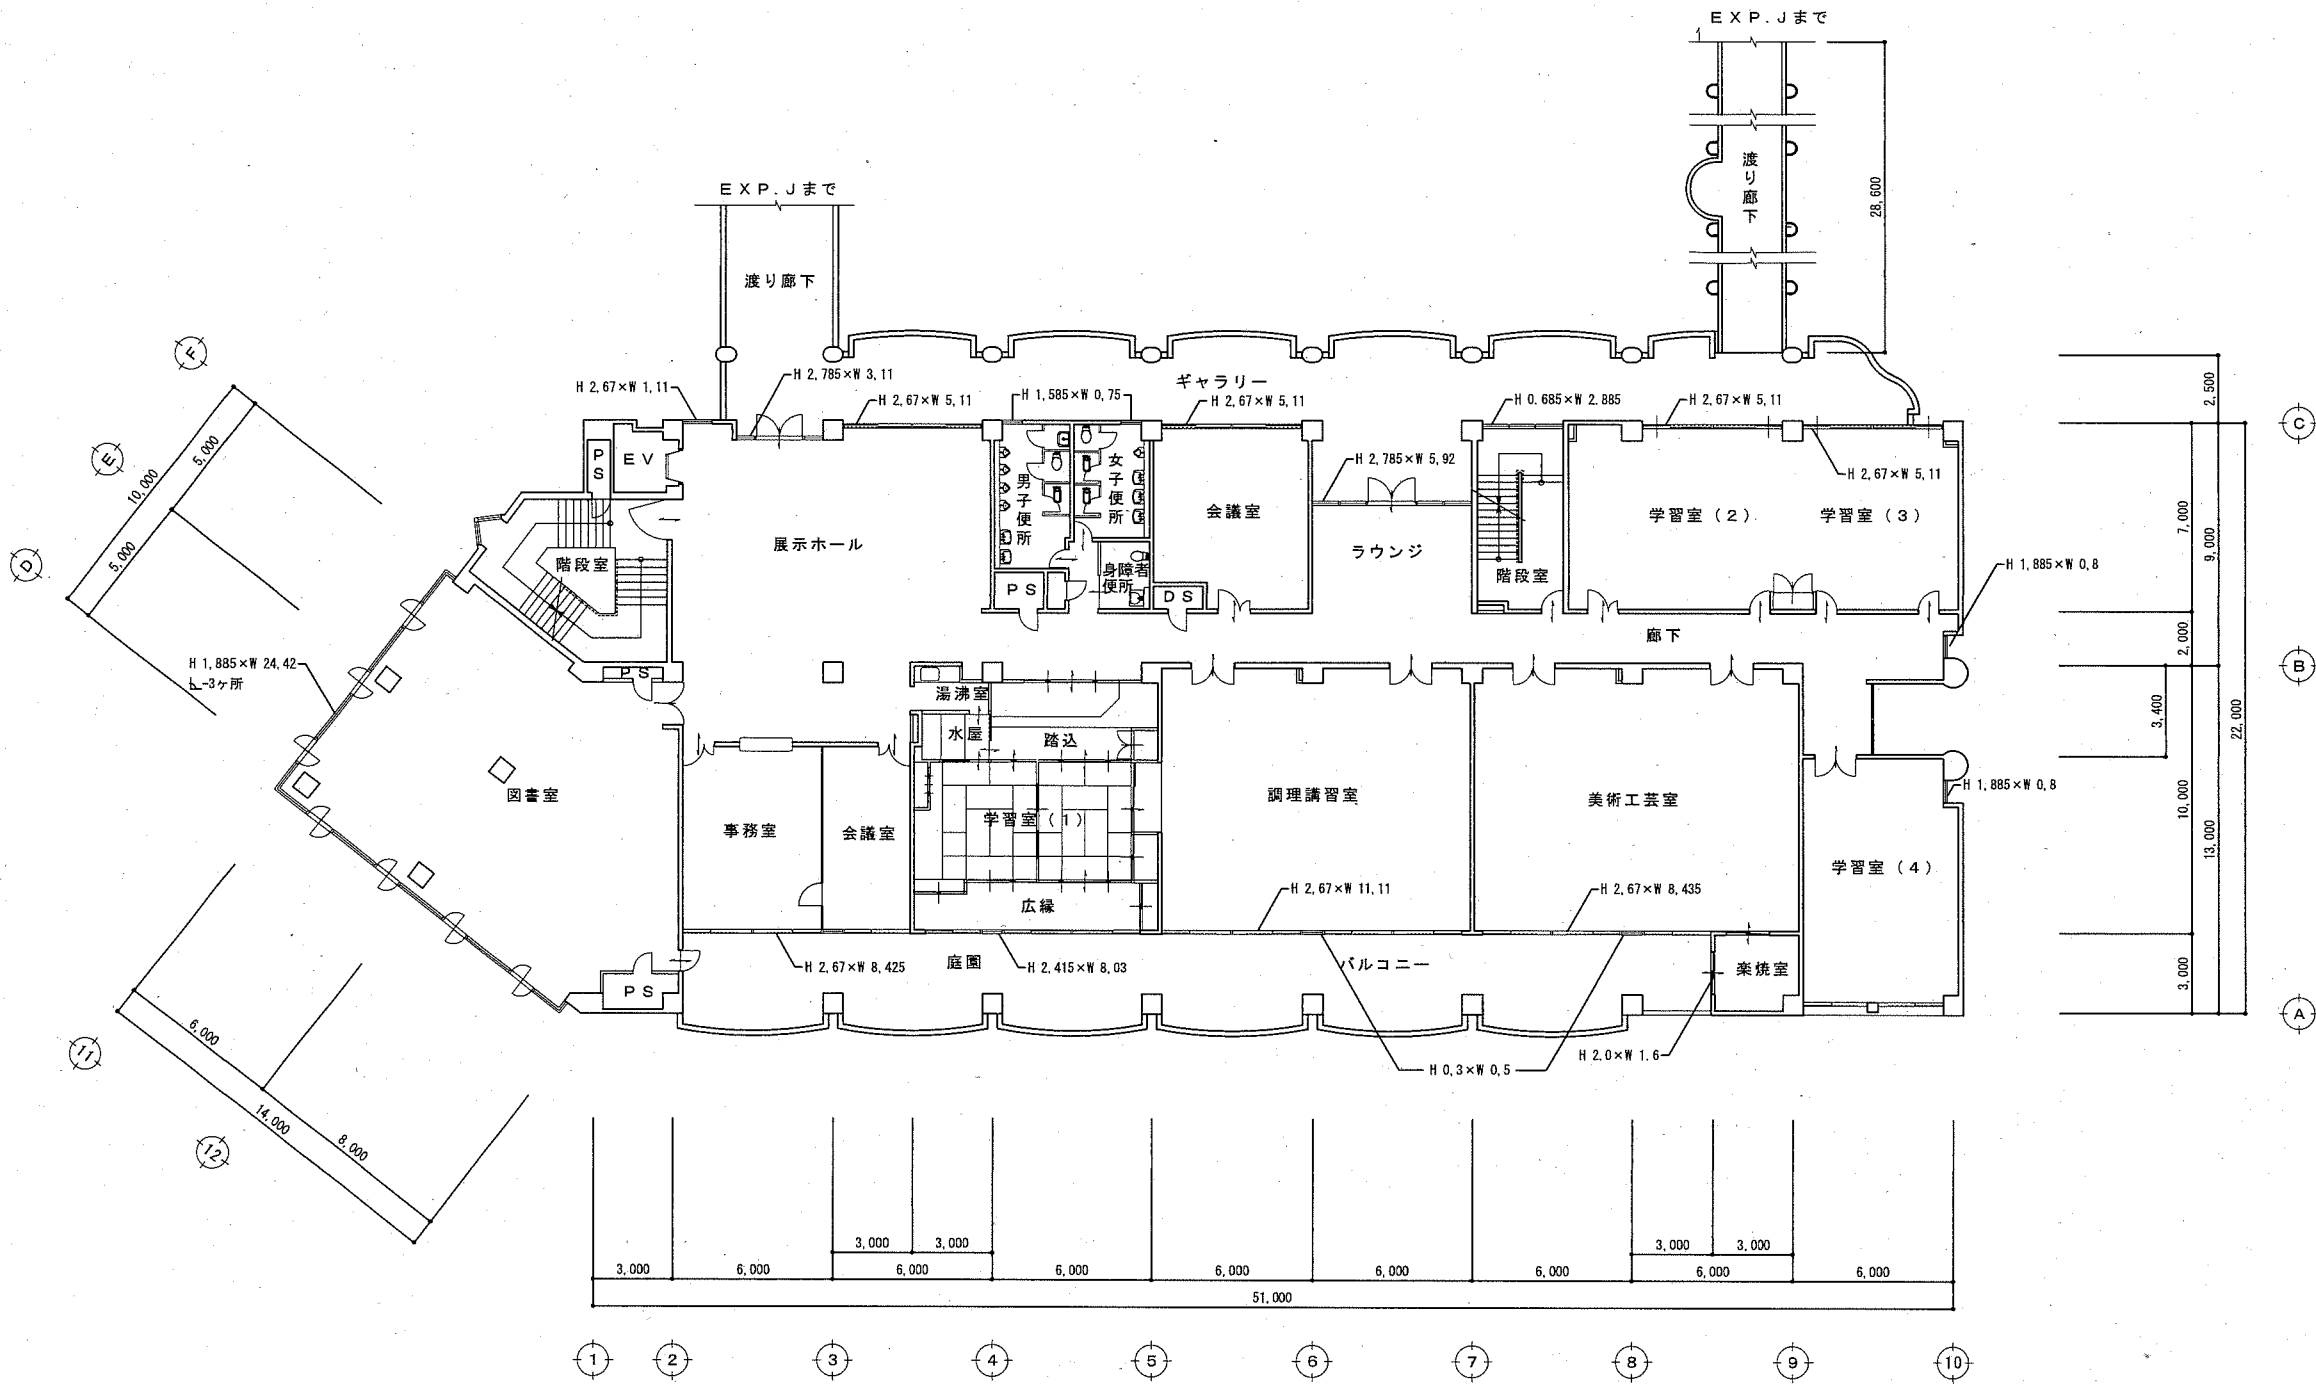 EXP.Jまで
1
EXP.Jまで
渡り廊下
28,600
渡り廊下
F
H 2,67×W 1,11
H 2,785×W 3,11
ギャラリー
H 2,67×W 5,11
H 1,585×W 0,75
H 2,67×W 5,11
H 0.685×W 2.885
H 2,67×W 5,11
2,500
C
E
10,000
5,000
PS
EV
男子便所
女子便所
会議室
H 2,785×W 5,92
H 2,67×W 5,11
学習室(2)
学習室(3)
7,000
9,000
D
5,000
展示ホール
階段室
ラウンジ
階段室
身障者
便所
PS
DS
H 1,885×W 0,8
廊下
2,000
H 1,885×W 24,42
-3ヶ所
PS
B
湯沸室
水屋
踏込
3,400
22,000
図書室
事務室
会議室
学習室(1)
調理講習室
美術工芸室
H 1,885×W 0,8
10,000
13,000
学習室(4)
H 2,67×W 11,11
H 2,67×W 8,435
広縁
庭園
H 2,67×W 8,425
H 2,415×W 8,03
バルコニー
楽焼室
3,000
PS
A
11
6,000
14,000
8,000
12
H 2.0×W 1.6
H 0,3×W 0,5
3,000
3,000
3,000
3,000
3,000
6,000
6,000
6,000
6,000
6,000
6,000
6,000
6,000
51,000
1
2
3
4
5
6
7
8
9
10